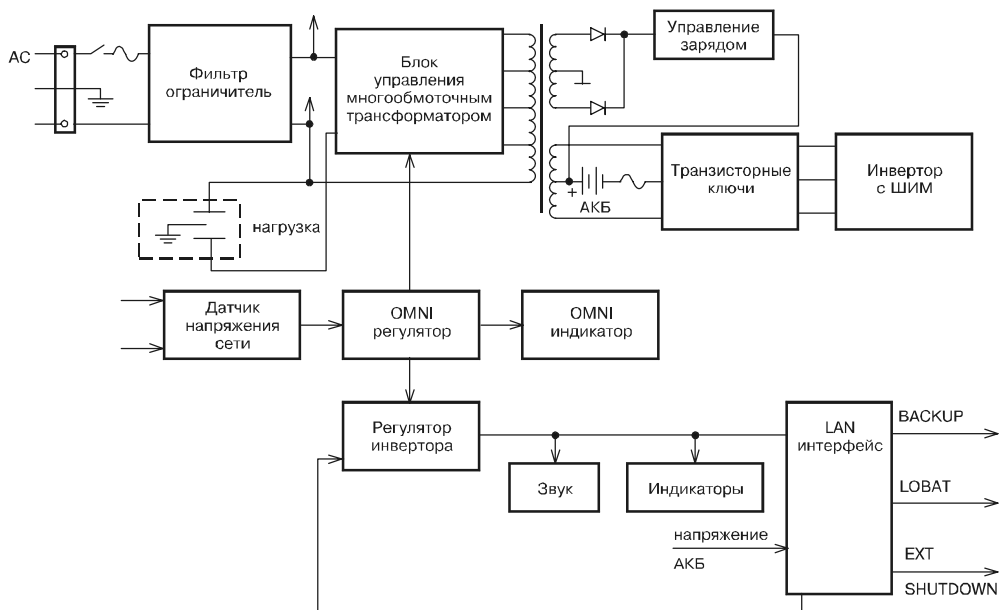 AC
Фильтр
ограничитель
Блок
управления
многообмоточным
трансформатором
Управление
зарядом
+
АКБ
Транзисторные
ключи
Инвертор
с ШИМ
нагрузка
Датчик
напряжения
сети
OMNI
регулятор
OMNI
индикатор
Регулятор
инвертора
Звук
Индикаторы
LAN
интерфейс
напряжение
АКБ
BACKUP
LOBAT
EXT
SHUTDOWN